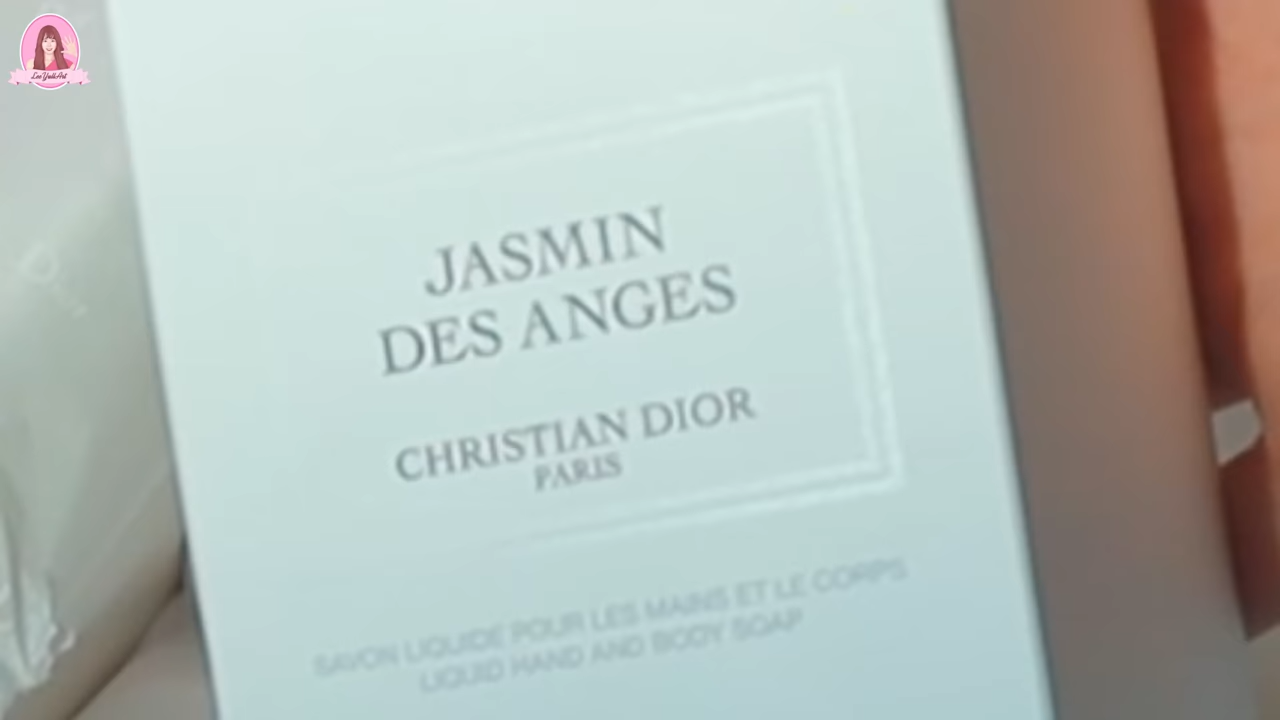 LeeYuliArt
JASMIN
DES ANGES
CHRISTIAN DIOR
PARIS
SAVON LIQUIDE POUR LES MAINS ET LE CORPS
LIQUID HAND AND BODY SOAP